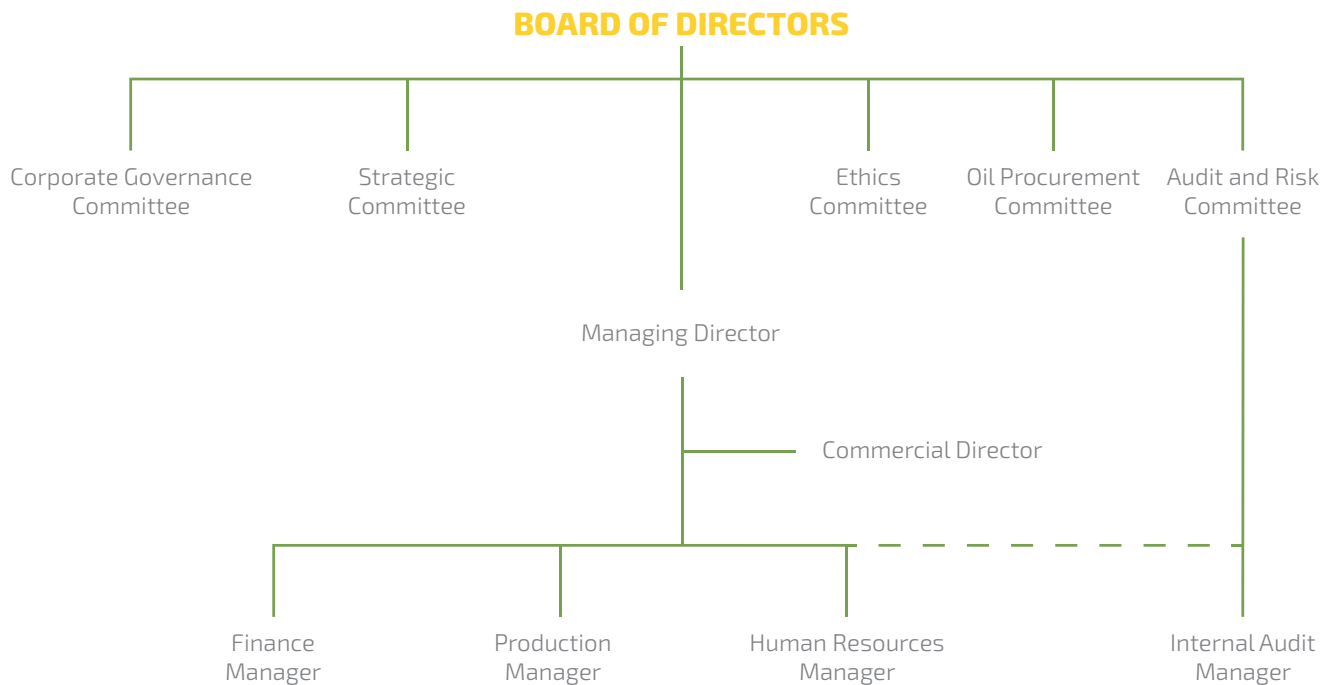 BOARD OF DIRECTORS
Corporate Governance
Committee
Strategic
Committee
Ethics
Committee
Oil Procurement
Committee
Audit and Risk
Committee
Managing Director
Commercial Director
Finance
Manager
Production
Manager
Human Resources
Manager
Internal Audit
Manager